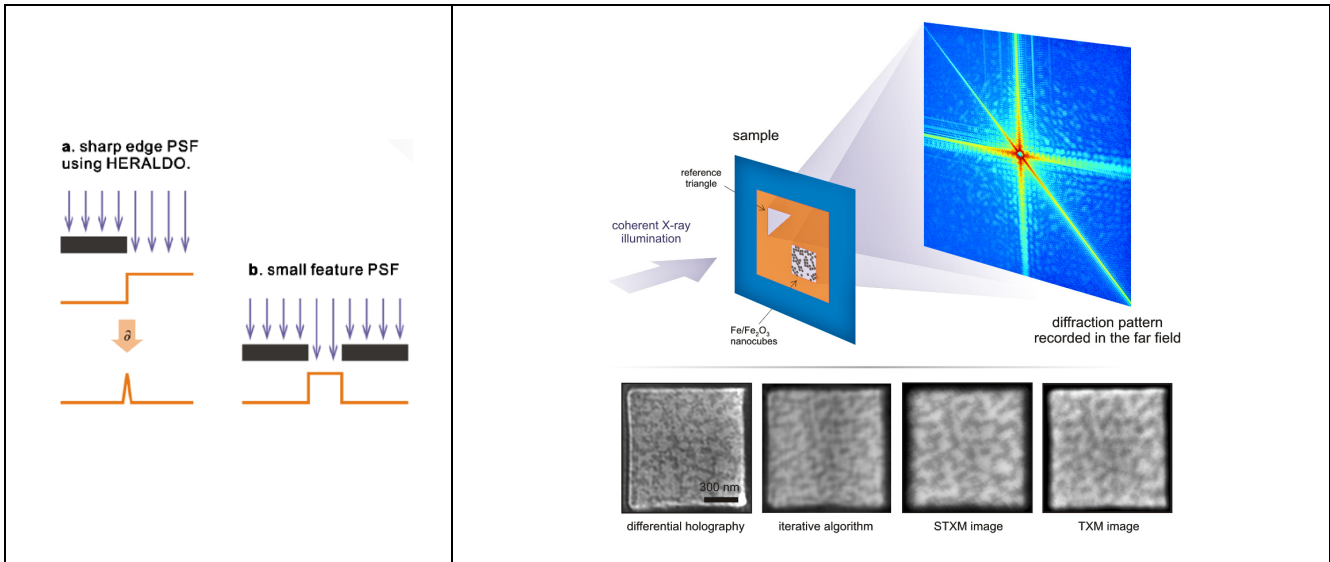 a. sharp edge PSF
using HERALDO.
∂
b. small feature PSF
sample
reference
triangle
coherent X-ray
illumination
Fe/Fe₂O₃
nanocubes
diffraction pattern
recorded in the far field
300 nm
differential holography
iterative algorithm
STXM image
TXM image